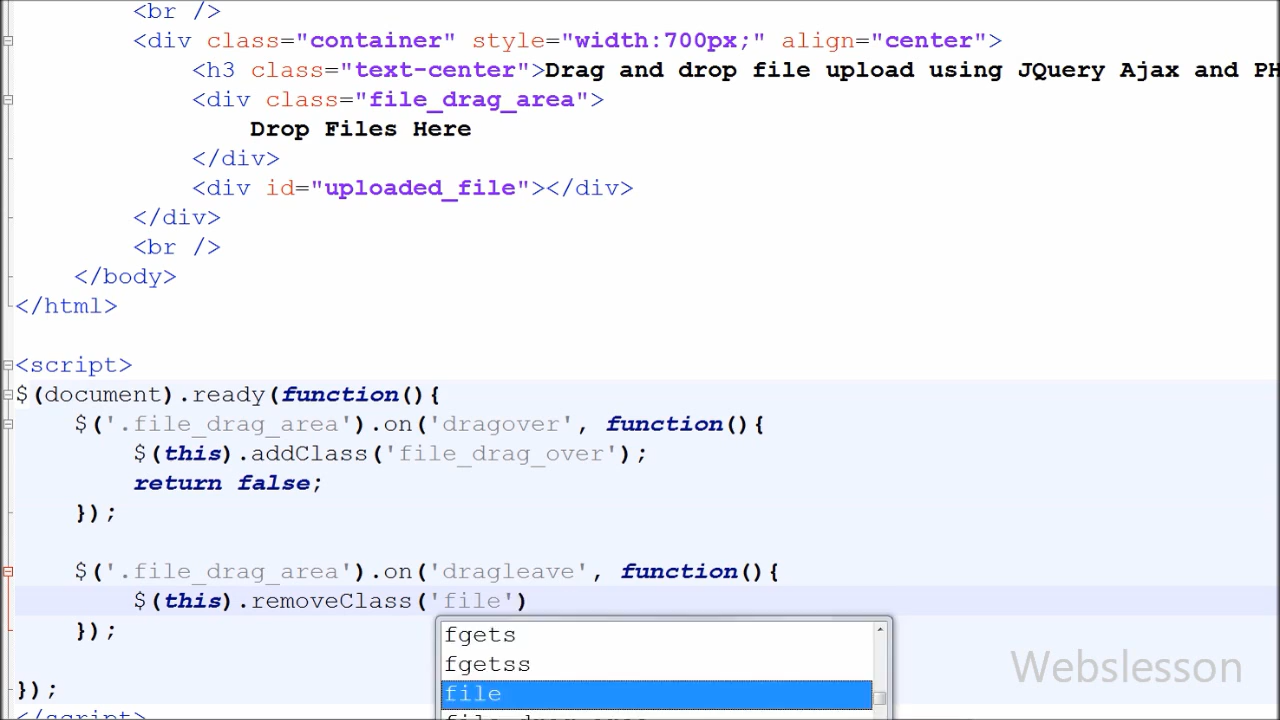 <br />
<div class="container" style="width:700px;" align="center">
<h3 class="text-center">Drag and drop file upload using JQuery Ajax and PH
<div class="file_drag_area">
Drop Files Here
</div>
<div id="uploaded_file"></div>
</div>
<br />
</body>
</html>
<script>
$(document).ready(function(){
$('.file_drag_area').on('dragover', function(){
$(this).addClass('file_drag_over');
return false;
});
$('.file_drag_area').on('dragleave', function(){
$(this).removeClass('file')
});
fgets
fgetss
file
file_drag_area
});
</script>
Webslesson